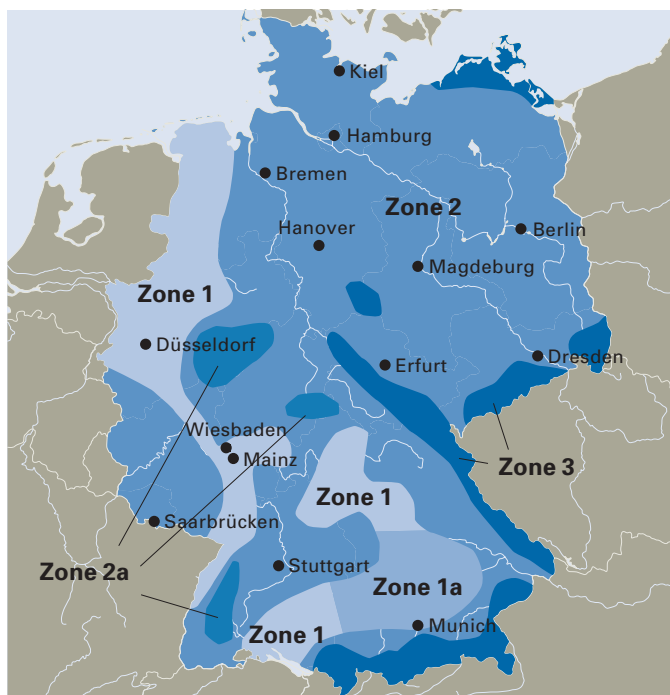 Kiel
Hamburg
Bremen
Zone 2
Hanover
Berlin
Magdeburg
Zone 1
Düsseldorf
Erfurt
Dresden
Wiesbaden
Mainz
Zone 3
Zone 1
Saarbrücken
Zone 2a
Stuttgart
Zone 1a
Munich
Zone 1